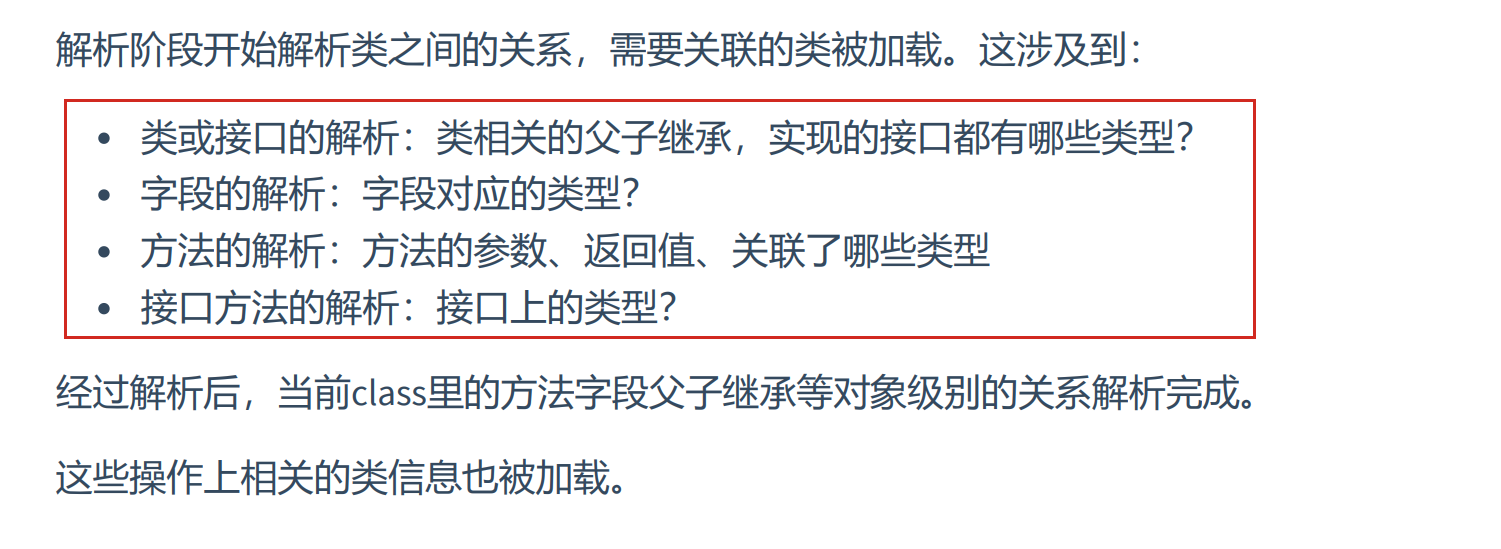 解析阶段开始解析类之间的关系，需要关联的类被加载。这涉及到：
• 类或接口的解析：类相关的父子继承，实现的接口都有哪些类型？
• 字段的解析：字段对应的类型？
• 方法的解析：方法的参数、返回值、关联了哪些类型
• 接口方法的解析：接口上的类型？
经过解析后，当前class里的方法字段父子继承等对象级别的关系解析完成。
这些操作上相关的类信息也被加载。